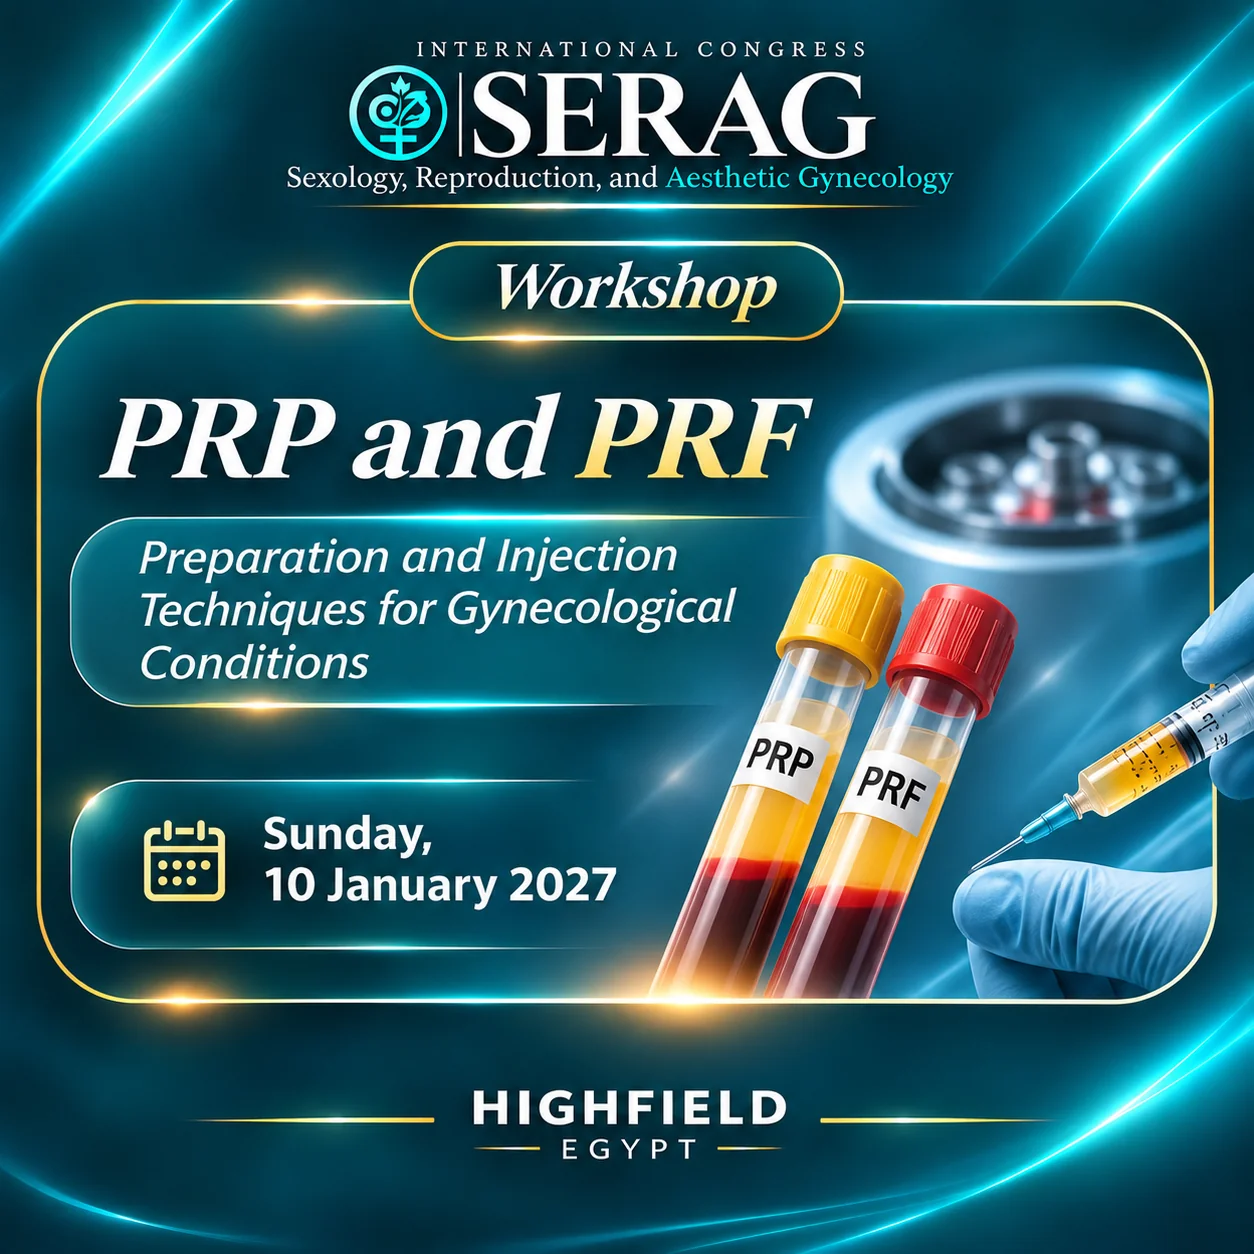 INTERNATIONAL CONGRESS
SERAG
Sexology, Reproduction, and Aesthetic Gynecology
Workshop
PRP and PRF
Preparation and Injection
Techniques for Gynecological
Conditions
PRP
PRF
Sunday,
10 January 2027
HIGHFIELD
EGYPT